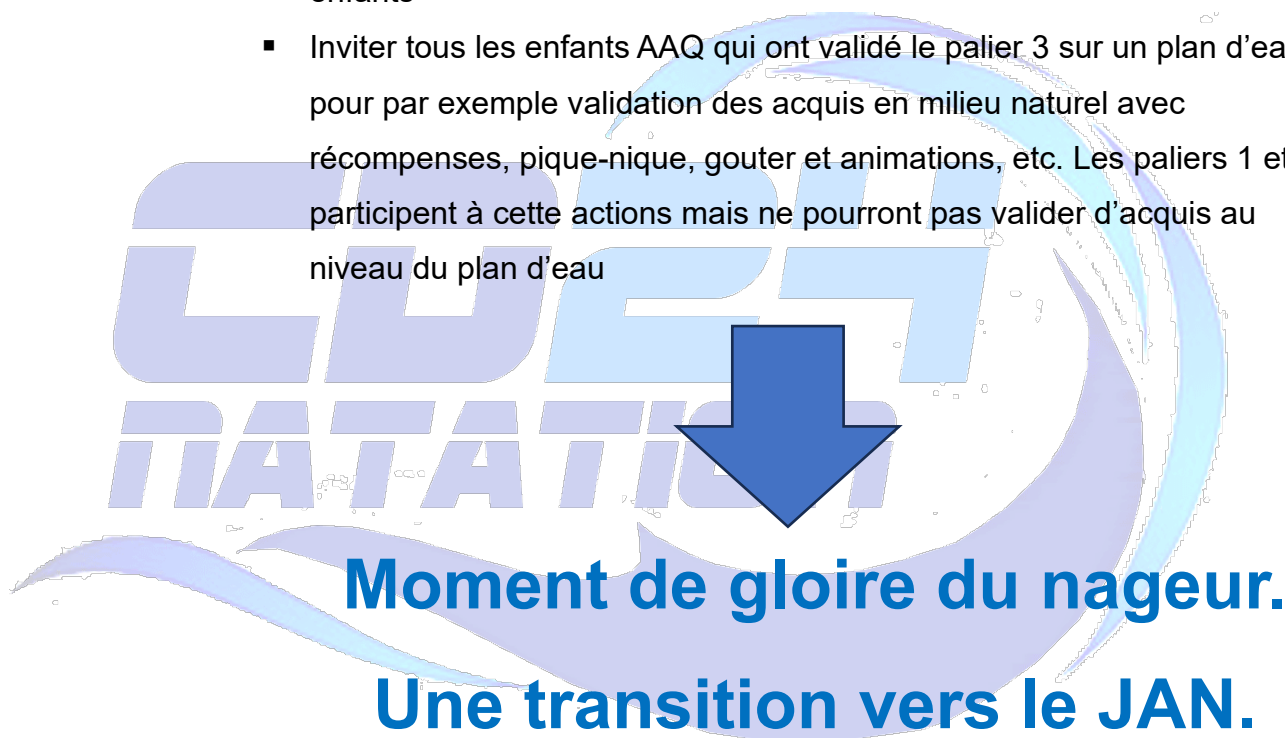 enfants
▪ Inviter tous les enfants AAQ qui ont validé le palier 3 sur un plan d'ea
pour par exemple validation des acquis en milieu naturel avec
récompenses, pique-nique, gouter et animations, etc. Les paliers 1 et
participent à cette actions mais ne pourront pas valider d'acquis au
niveau du plan d'eau
CD24
NATATION
Moment de gloire du nageur.
Une transition vers le JAN.